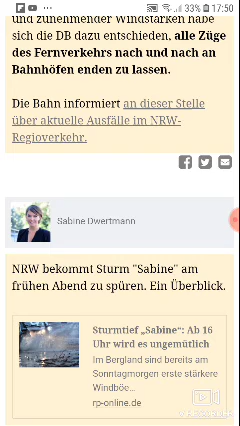 33% 17:50
und zunehmender Windstärken habe
sich die DB dazu entschieden, alle Züge
des Fernverkehrs nach und nach an
Bahnhöfen enden zu lassen.
Die Bahn informiert an dieser Stelle
über aktuelle Ausfälle im NRW-
Regioverkehr.
Sabine Dwertmann
NRW bekommt Sturm "Sabine" am
frühen Abend zu spüren. Ein Überblick.
Sturmtief „Sabine“: Ab 16
Uhr wird es ungemütlich
Im Bergland sind bereits am
Sonntagmorgen erste stärkere
Windböe...
rp-online.de